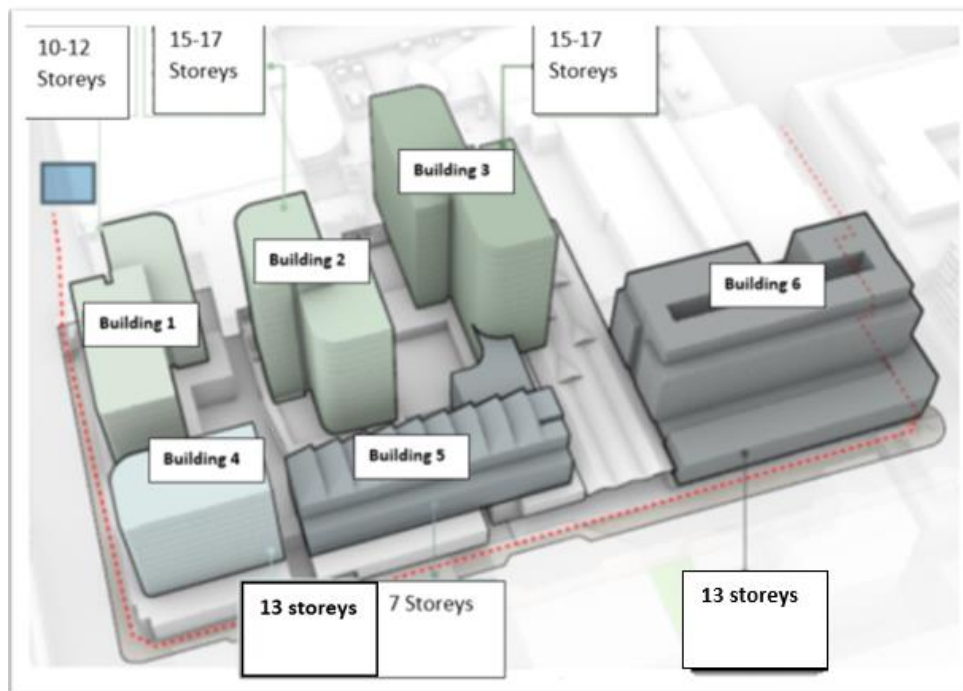 10-12
Storeys
15-17
Storeys
15-17
Storeys
Building 3
Building 2
Building 6
Building 1
Building 4
Building 5
13 storeys
7 Storeys
13 storeys